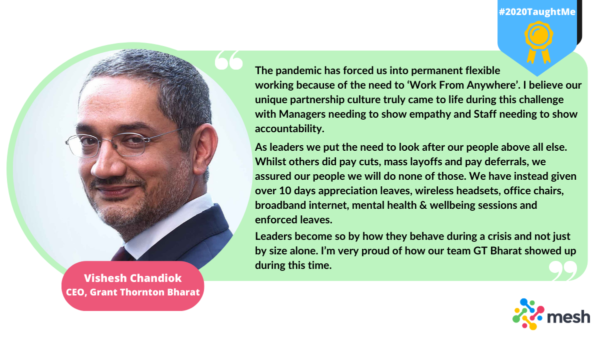 #2020TaughtMe
The pandemic has forced us into permanent flexible
working because of the need to ‘Work From Anywhere’. I believe our
unique partnership culture truly came to life during this challenge
with Managers needing to show empathy and Staff needing to show
accountability.
As leaders we put the need to look after our people above all else.
Whilst others did pay cuts, mass layoffs and pay deferrals, we
assured our people we will do none of those. We have instead given
over 10 days appreciation leaves, wireless headsets, office chairs,
broadband internet, mental health & wellbeing sessions and
enforced leaves.
Leaders become so by how they behave during a crisis and not just
by size alone. I’m very proud of how our team GT Bharat showed up
during this time.
Vishesh Chandiok
CEO, Grant Thornton Bharat
mesh